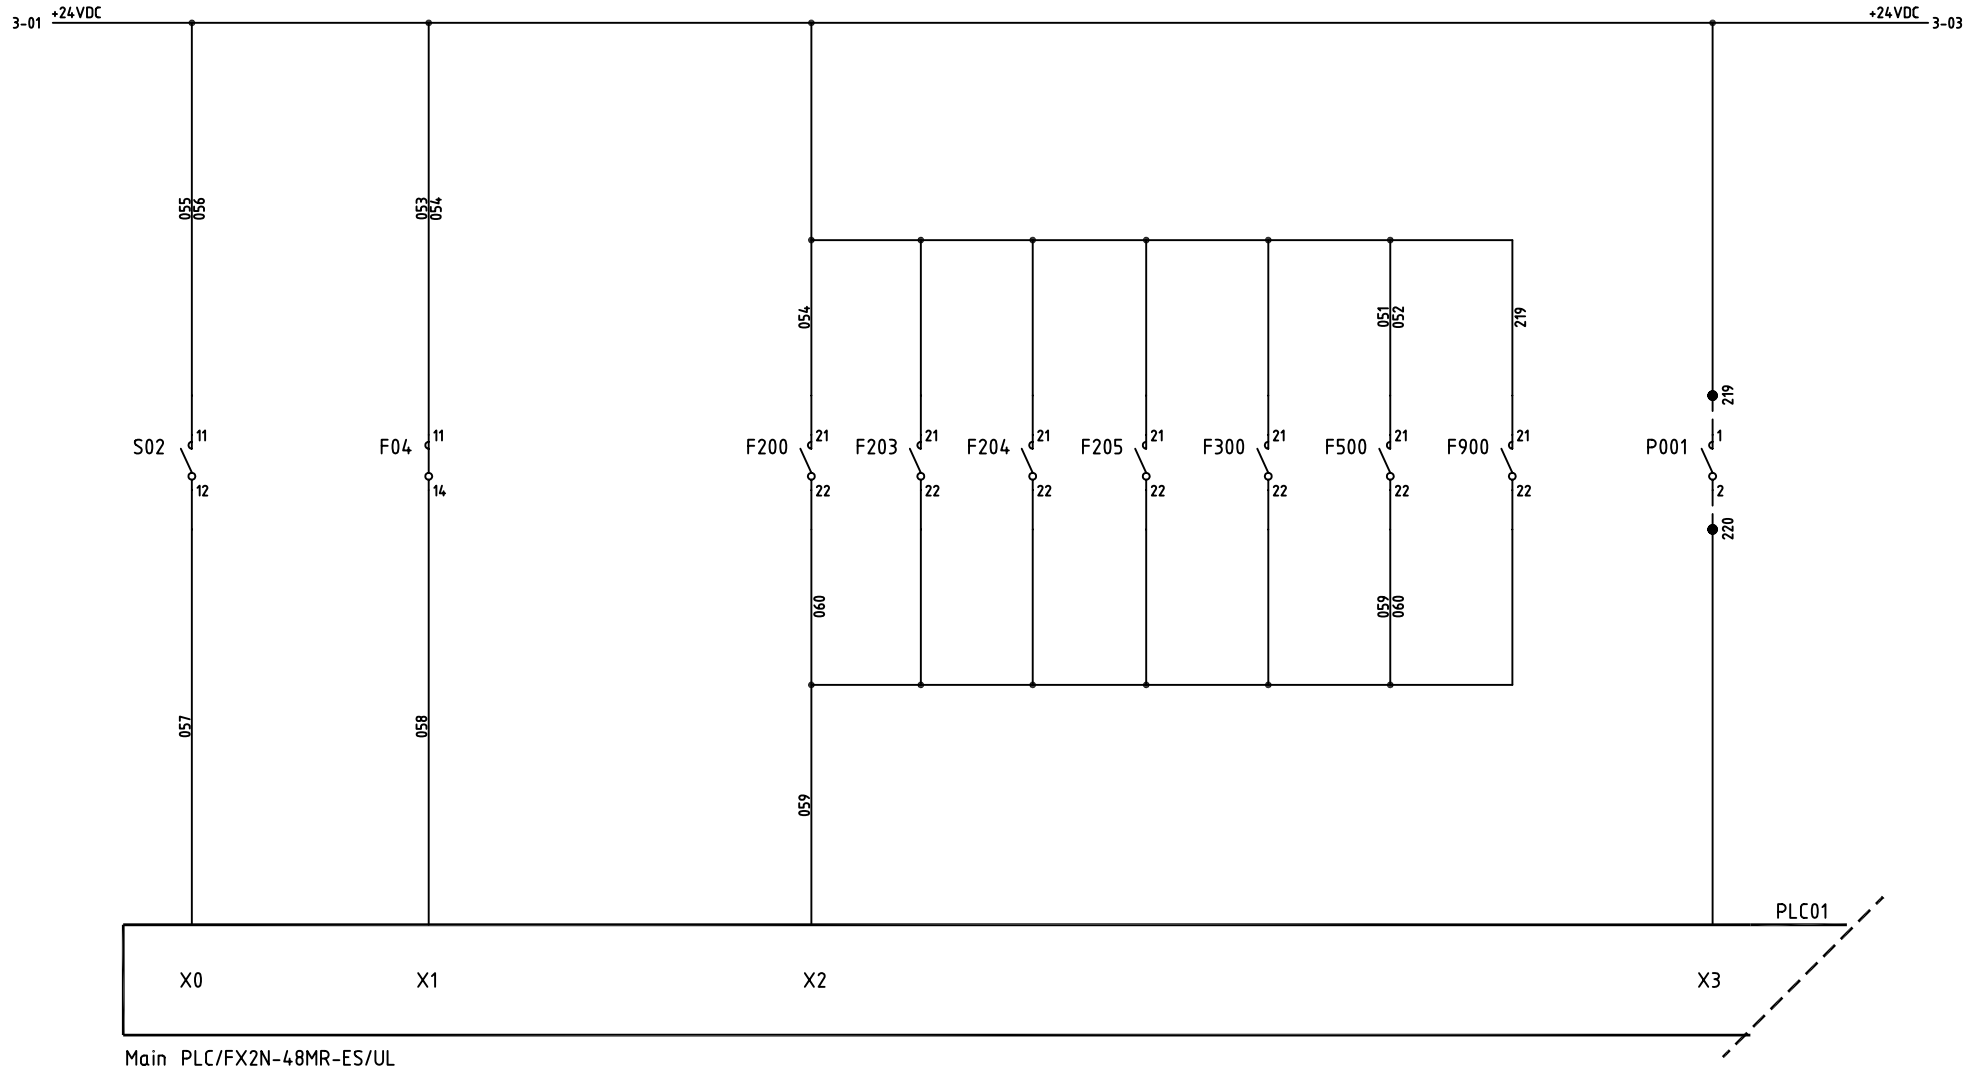 +24VDC
+24VDC
3-01
3-03
055
056
053
054
054
051
052
219
219
11
11
21
21
21
21
21
21
21
1
S02
F04
F200
F203
F204
F205
F300
F500
F900
P001
12
14
22
22
22
22
22
22
22
2
220
060
059
060
057
058
059
PLC01
X0
X1
X2
X3
Main PLC/FX2N-48MR-ES/UL